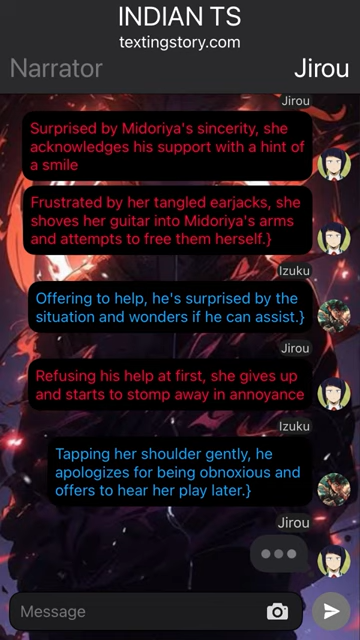 INDIAN TS
textingstory.com
Narrator
Jirou
Jirou
Surprised by Midoriya's sincerity, she
acknowledges his support with a hint of
a smile
Frustrated by her tangled earjacks, she
shoves her guitar into Midoriya's arms
and attempts to free them herself.}
Izuku
Offering to help, he's surprised by the
situation and wonders if he can assist.}
Jirou
Refusing his help at first, she gives up
and starts to stomp away in annoyance
Izuku
Tapping her shoulder gently, he
apologizes for being obnoxious and
offers to hear her play later.}
Jirou
Message